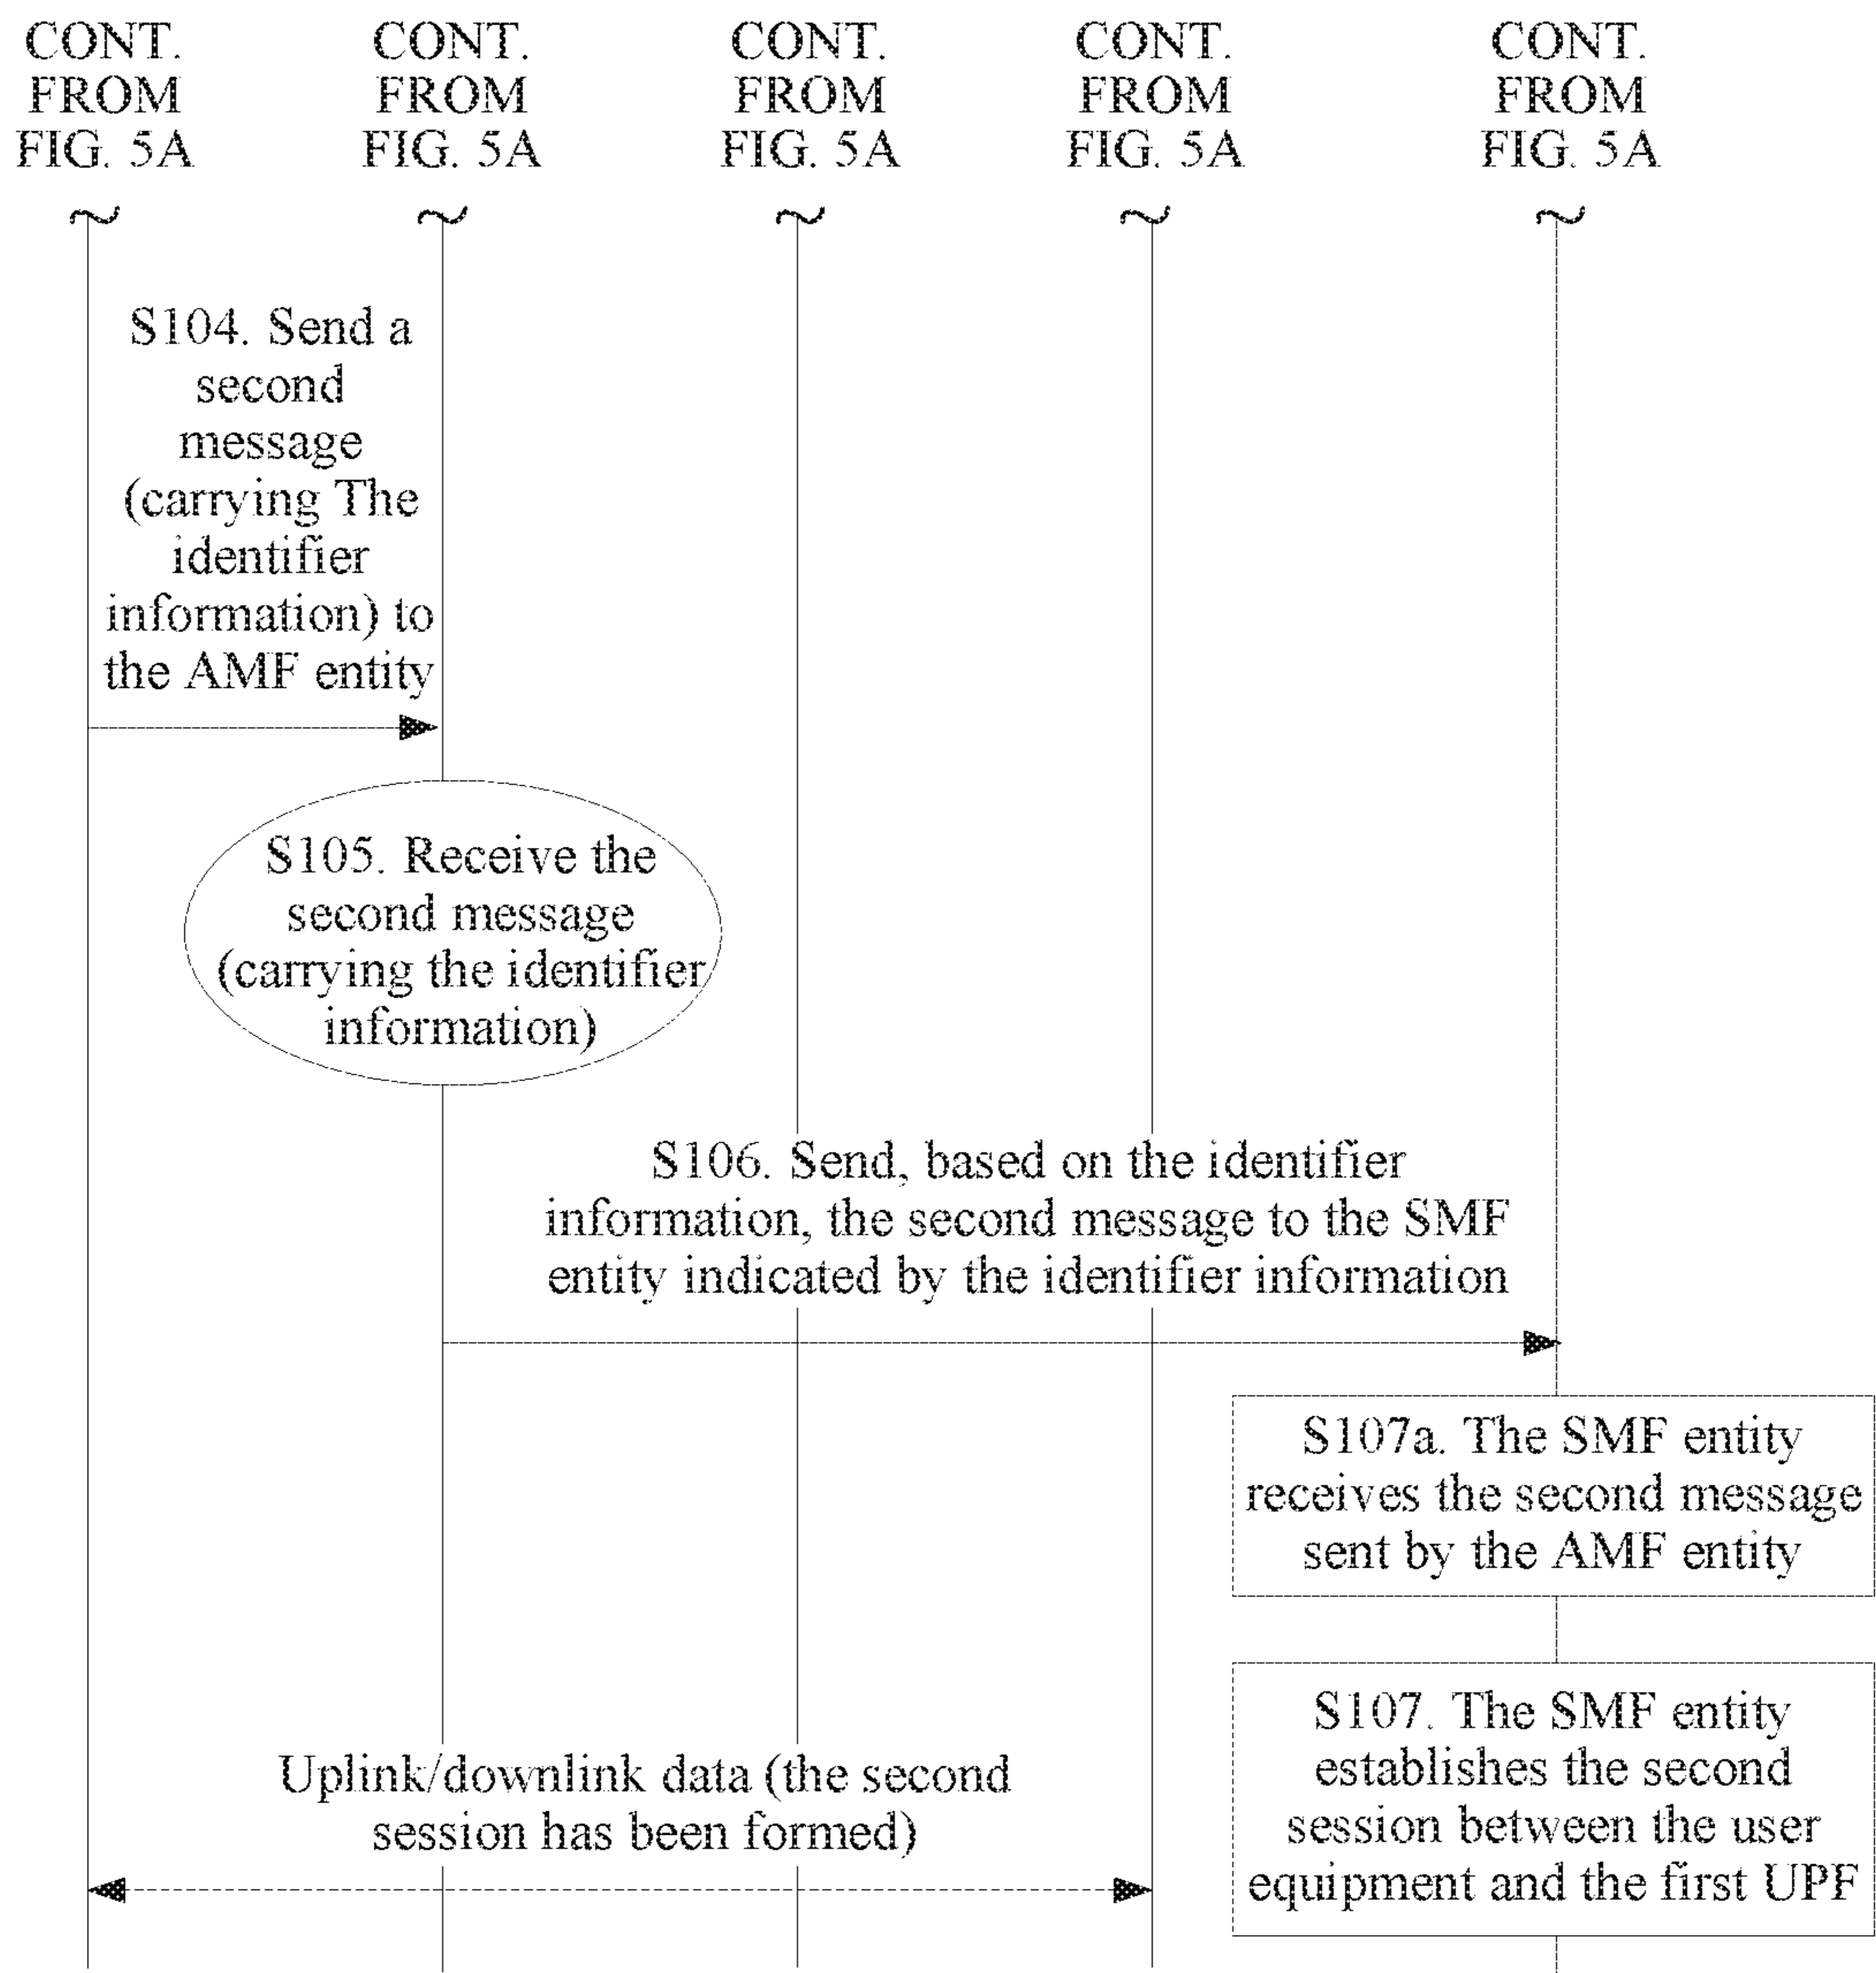 CONT.
FROM
FIG. 5A
CONT.
FROM
FIG. 5A
CONT.
FROM
FIG. 5A
CONT.
FROM
FIG. 5A
CONT.
FROM
FIG. 5A
S104. Send a
second
message
(carrying The
identifier
information) to
the AMF entity
S105. Receive the
second message
(carrying the identifier
information)
S106. Send, based on the identifier
information, the second message to the SMF
entity indicated by the identifier information
S107a. The SMF entity
receives the second message
sent by the AMF entity
S107. The SMF entity
establishes the second
session between the user
equipment and the first UPF
Uplink/downlink data (the second
session has been formed)